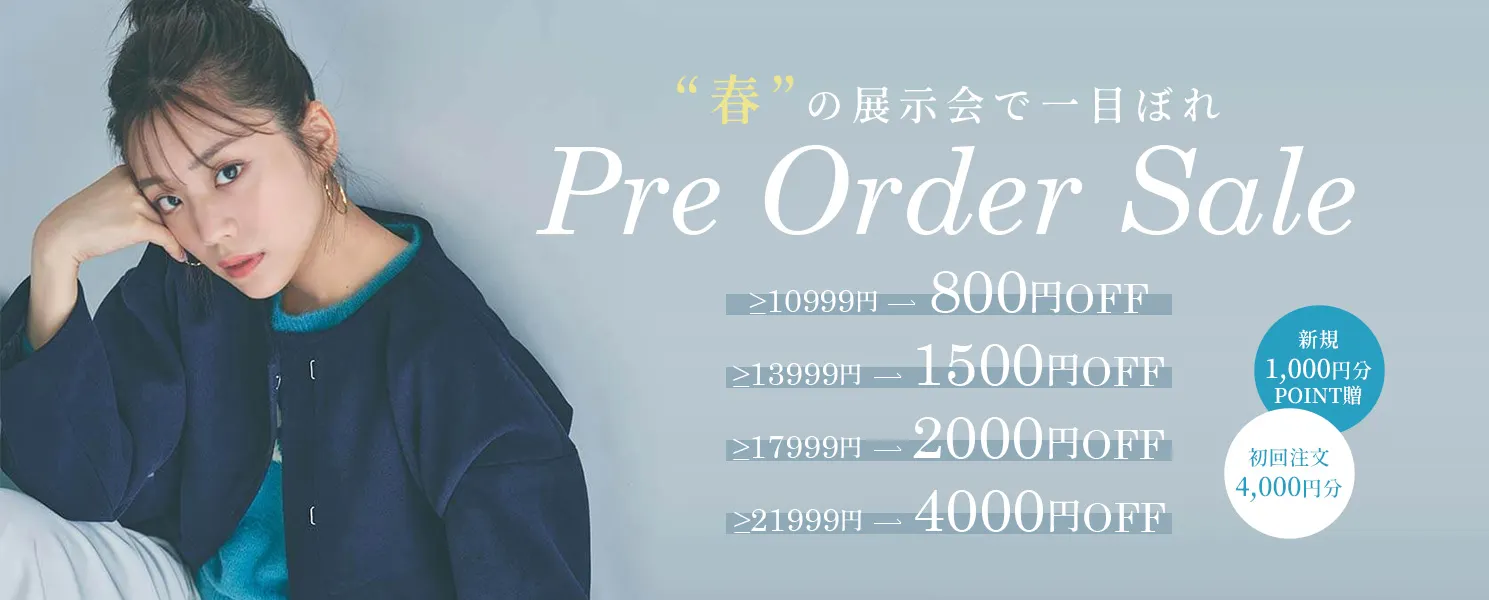 “春”の展示会で一目ぼれ
Pre Order Sale
≥10999円→800円OFF
≥13999円→1500円OFF
≥17999円→2000円OFF
≥21999円→4000円OFF
新規
1,000円分
POINT贈
初回注文
4,000円分